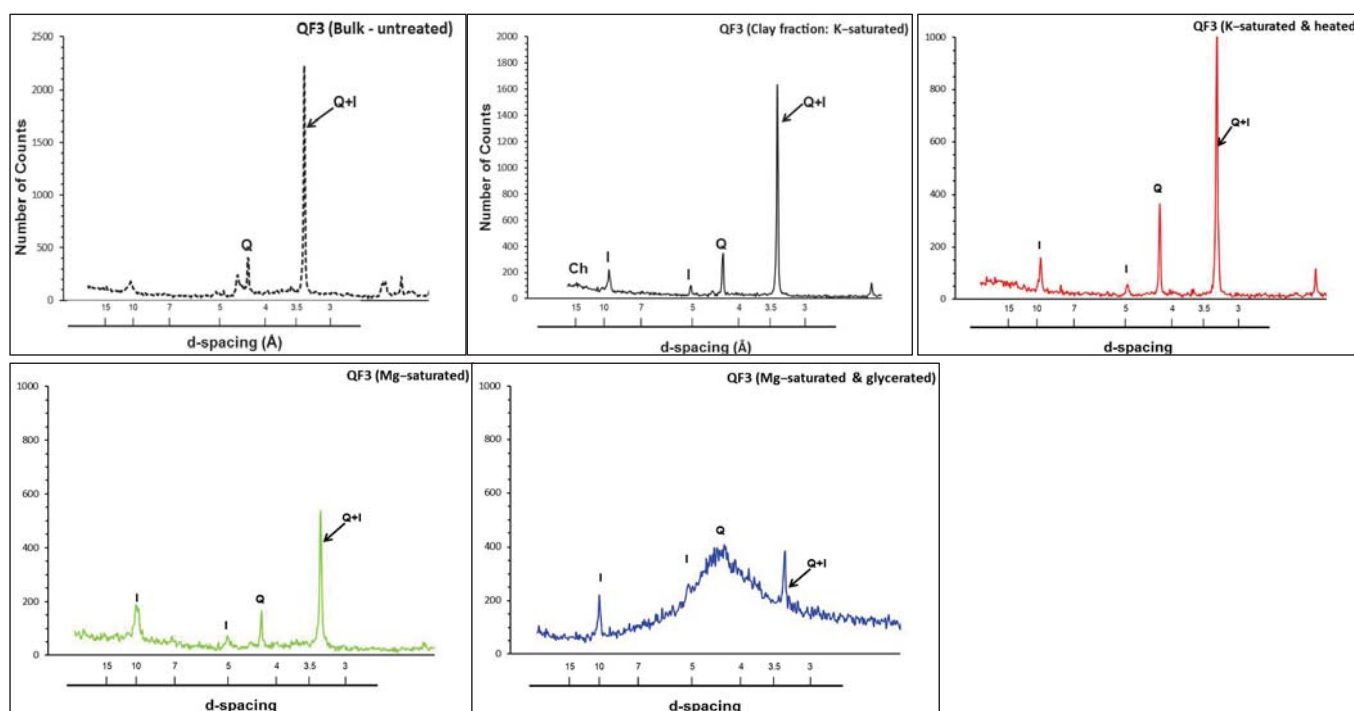 QF3 (Bulk - untreated)
Number of Counts
2500
2000
1500
1000
500
0
Q+I
Q
15 10 7 5 4 3.5 3
d-spacing (Å)
QF3 (Clay fraction: K–saturated)
Number of Counts
2000
1800
1600
1400
1200
1000
800
600
400
200
0
Q+I
Q
Ch
I
I
15 10 7 5 4 3.5 3
d-spacing (Å)
QF3 (K–saturated & heated
1000
800
600
400
200
0
Q+I
Q
I
I
15 10 7 5 4 3.5 3
d-spacing
QF3 (Mg–saturated)
1000
800
600
400
200
0
Q+I
I
Q
I
15 10 7 5 4 3.5 3
d-spacing
QF3 (Mg–saturated & glycerated)
1000
800
600
400
200
0
Q
I
I
Q+I
15 10 7 5 4 3.5 3
d-spacing